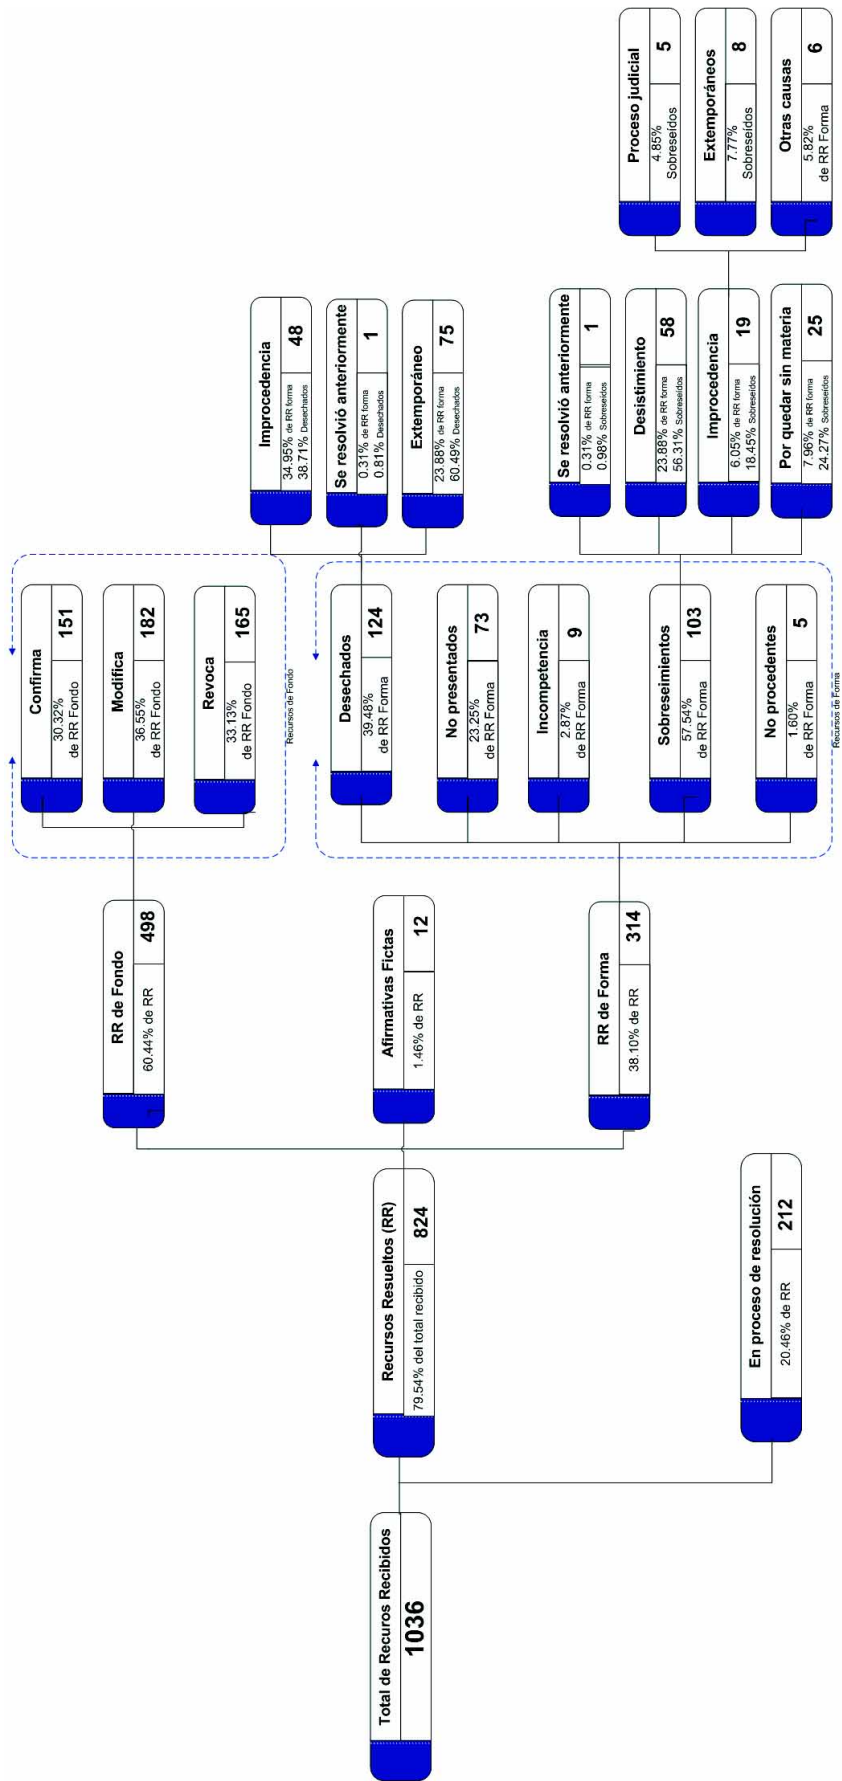 Total de Recuros Recibidos
1036
Recursos Resueltos (RR)
79.54% del total recibido
824
En proceso de resolución
20.46% de RR
212
RR de Fondo
60.44% de RR
498
Afirmativas Fictas
1.46% de RR
12
RR de Forma
38.10% de RR
314
Confirma
30.32%
de RR Fondo
151
Modifica
36.55%
de RR Fondo
182
Revoca
33.13%
de RR Fondo
165
Recursos de Fondo
Desechados
39.48%
de RR Forma
124
No presentados
23.25%
de RR Forma
73
Incompetencia
2.87%
de RR Forma
9
Sobreseimientos
57.54%
de RR Forma
103
No procedentes
1.60%
de RR Forma
5
Recursos de Forma
Improcedencia
34.95% de RR forma
38.71% Desechados
48
Se resolvió anteriormente
0.31% de RR forma
0.81% Desechados
1
Extemporáneo
23.88% de RR forma
60.49% Desechados
75
Se resolvió anteriormente
0.31% de RR forma
0.98% Sobreseídos
1
Desistimiento
23.88% de RR forma
56.31% Sobreseídos
58
Improcedencia
6.05% de RR forma
18.45% Sobreseídos
19
Por quedar sin materia
7.96% de RR forma
24.27% Sobreseídos
25
Proceso judicial
4.85%
Sobreseídos
5
Extemporáneos
7.77%
Sobreseídos
8
Otras causas
5.82%
de RR Forma
6